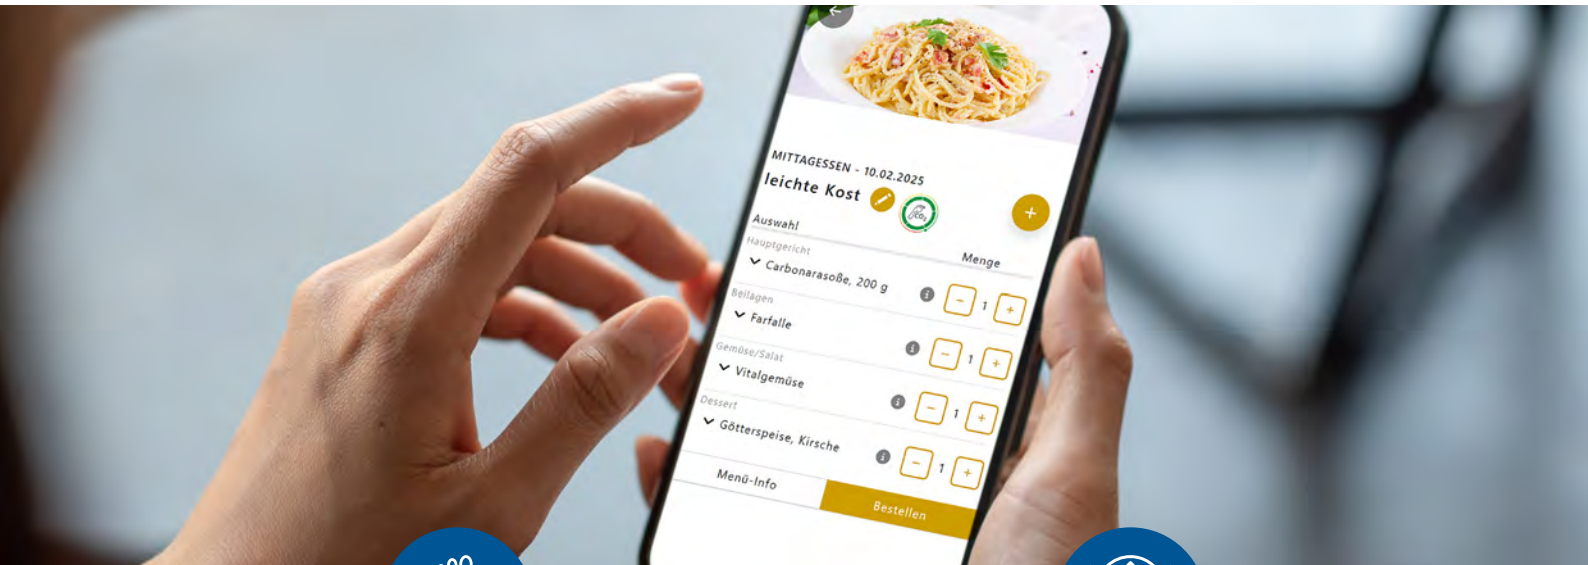 MITTAGESSEN - 10.02.2025
leichte Kost
CO₂
Auswahl
Menge
Hauptgericht
Carbonarasoße, 200 g
- 1 +
Beilagen
Farfalle
- 1 +
Gemüse/Salat
Vitalgemüse
- 1 +
Dessert
Götterspeise, Kirsche
- 1 +
Menü-Info
Bestellen